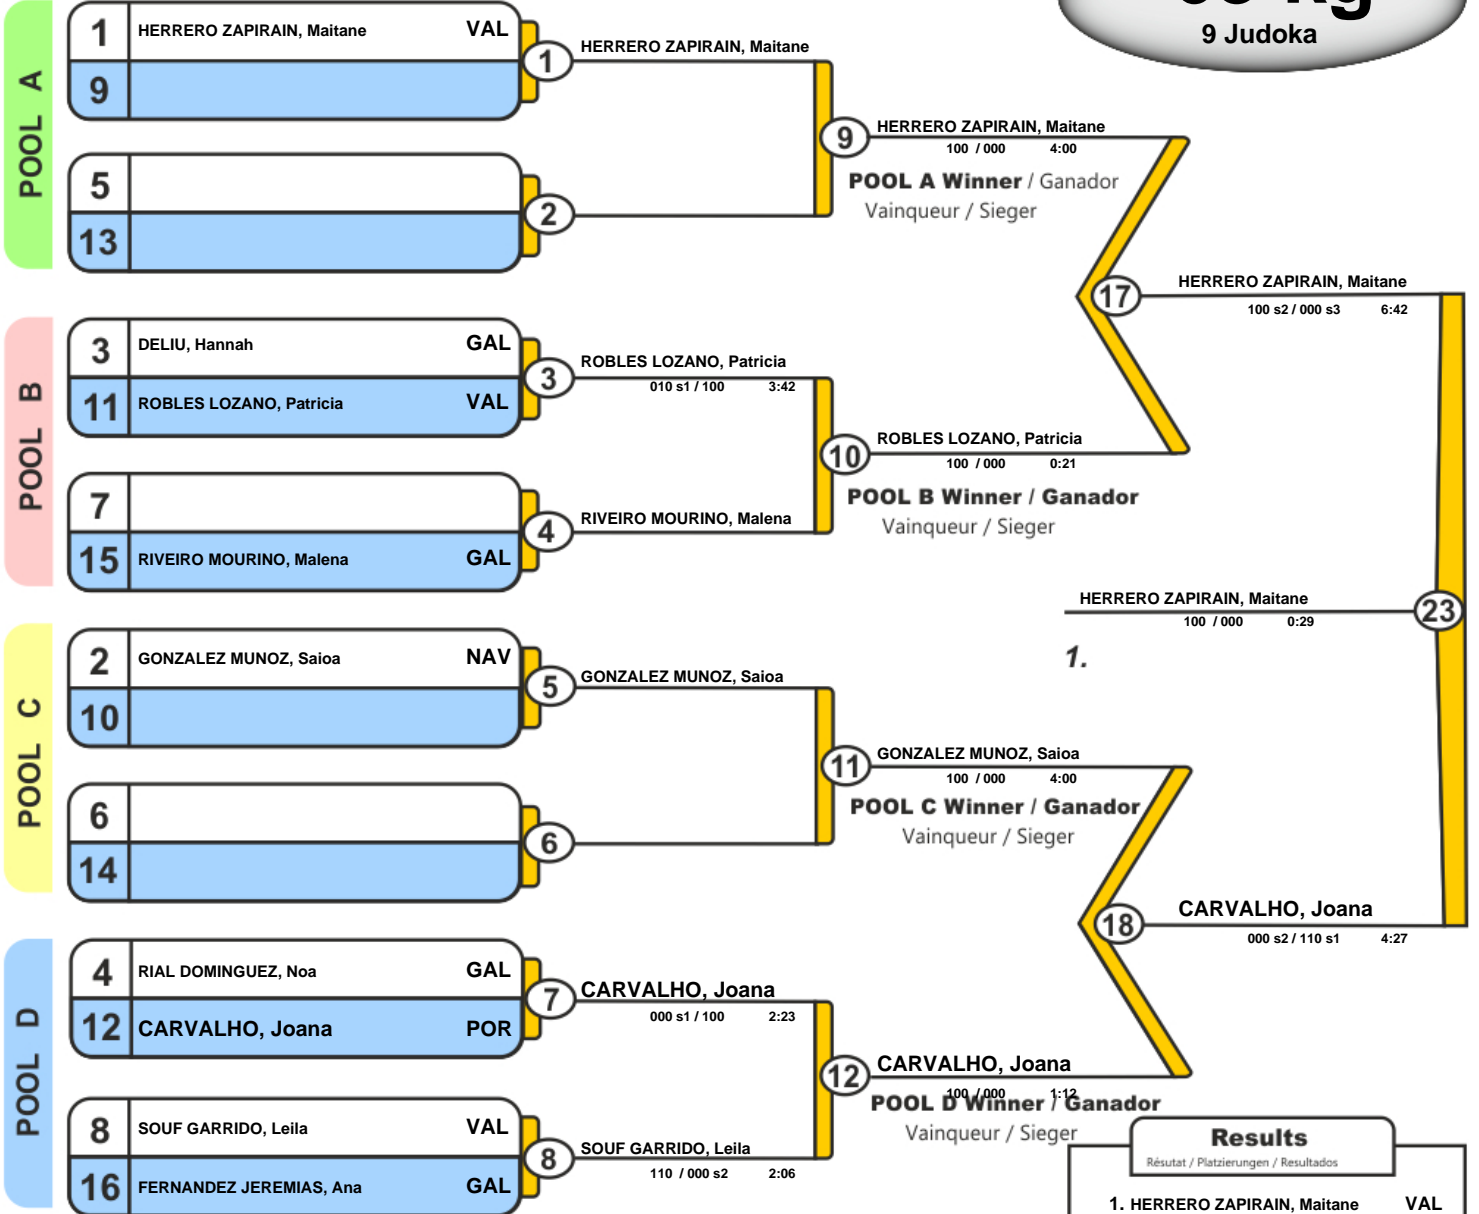 9 Judoka
POOL A
1 HERRERO ZAPIRAIN, Maitane VAL
9
1
HERRERO ZAPIRAIN, Maitane
5
13
2
9
HERRERO ZAPIRAIN, Maitane
100 / 000 4:00
POOL A Winner / Ganador
Vainqueur / Sieger
POOL B
3 DELIU, Hannah GAL
11 ROBLES LOZANO, Patricia VAL
3
ROBLES LOZANO, Patricia
010 s1 / 100 3:42
7
15 RIVEIRO MOURINO, Malena GAL
4
RIVEIRO MOURINO, Malena
10
ROBLES LOZANO, Patricia
100 / 000 0:21
POOL B Winner / Ganador
Vainqueur / Sieger
17
HERRERO ZAPIRAIN, Maitane
100 s2 / 000 s3 6:42
HERRERO ZAPIRAIN, Maitane
100 / 000 0:29
23
1.
POOL C
2 GONZALEZ MUNOZ, Saioa NAV
10
5
GONZALEZ MUNOZ, Saioa
6
14
6
11
GONZALEZ MUNOZ, Saioa
100 / 000 4:00
POOL C Winner / Ganador
Vainqueur / Sieger
18
CARVALHO, Joana
000 s2 / 110 s1 4:27
POOL D
4 RIAL DOMINGUEZ, Noa GAL
12 CARVALHO, Joana POR
7
CARVALHO, Joana
000 s1 / 100 2:23
8 SOUF GARRIDO, Leila VAL
16 FERNANDEZ JEREMIAS, Ana GAL
8
SOUF GARRIDO, Leila
110 / 000 s2 2:06
12
CARVALHO, Joana
100 / 000 1:12
POOL D Winner / Ganador
Vainqueur / Sieger
Results
Résutat / Platzierungen / Resultados
1. HERRERO ZAPIRAIN, Maitane VAL